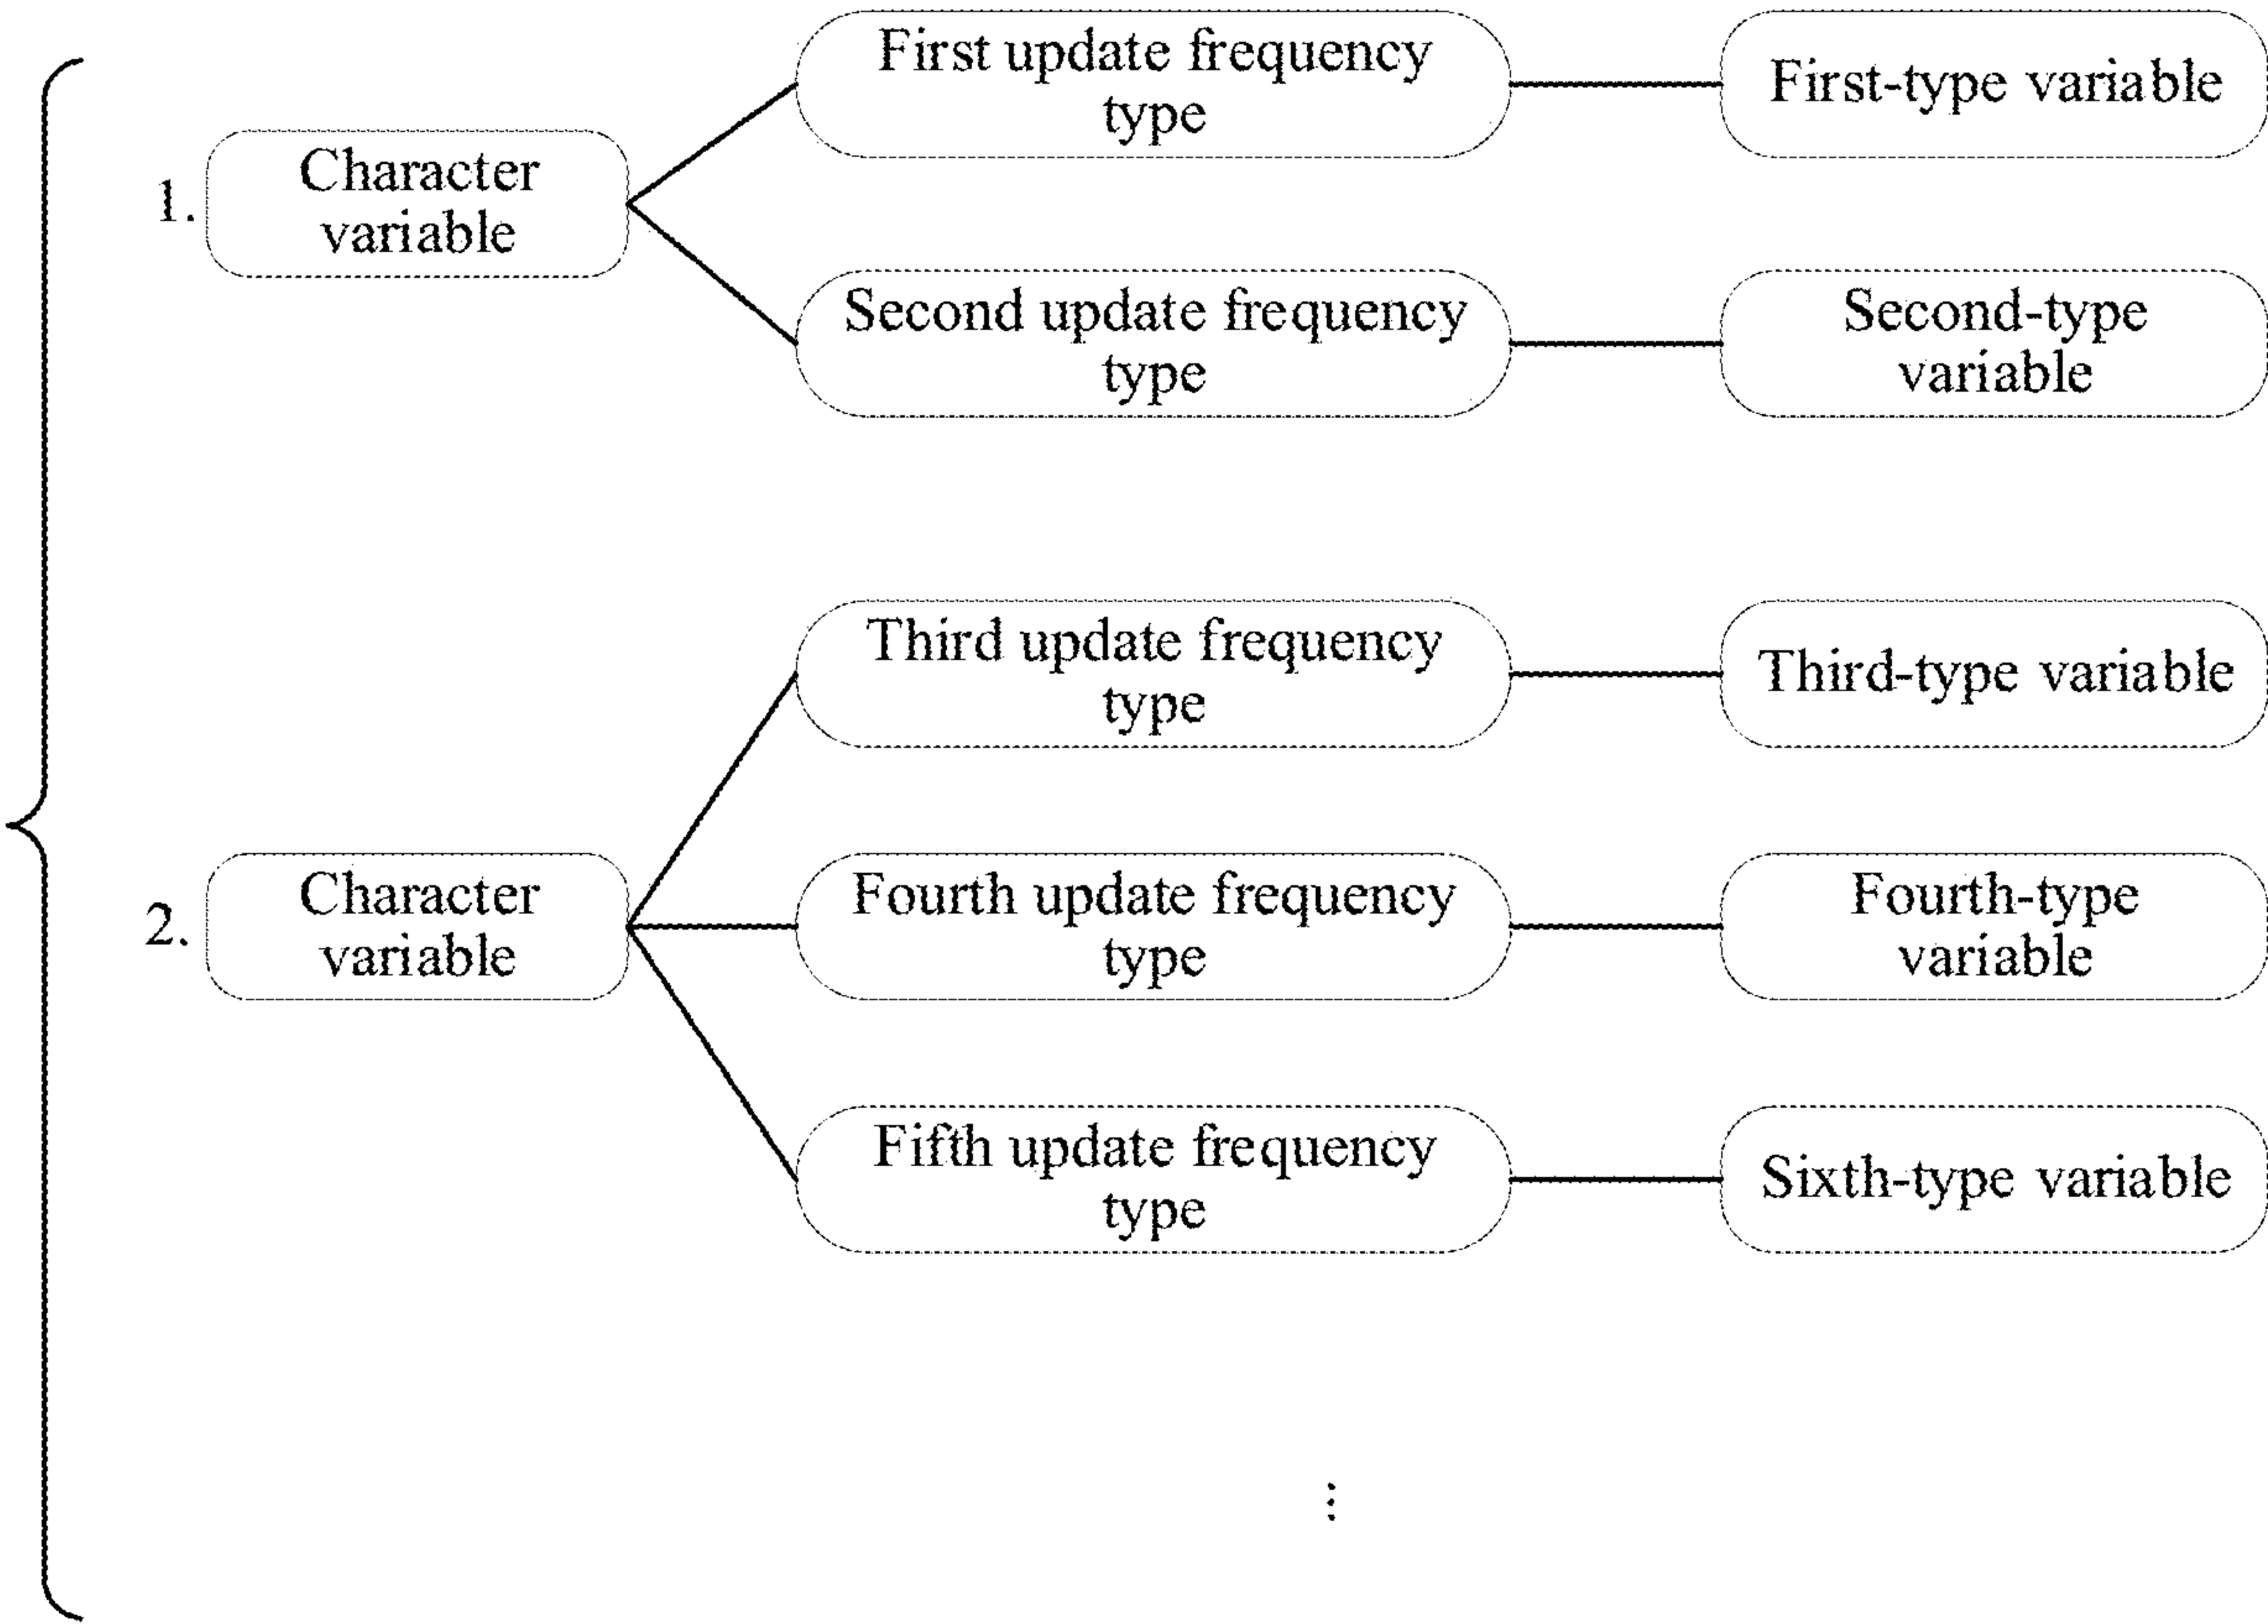 First update frequency
type
First-type variable
1.
Character
variable
Second update frequency
type
Second-type
variable
Third update frequency
type
Third-type variable
2.
Character
variable
Fourth update frequency
type
Fourth-type
variable
Fifth update frequency
type
Sixth-type variable
⋮